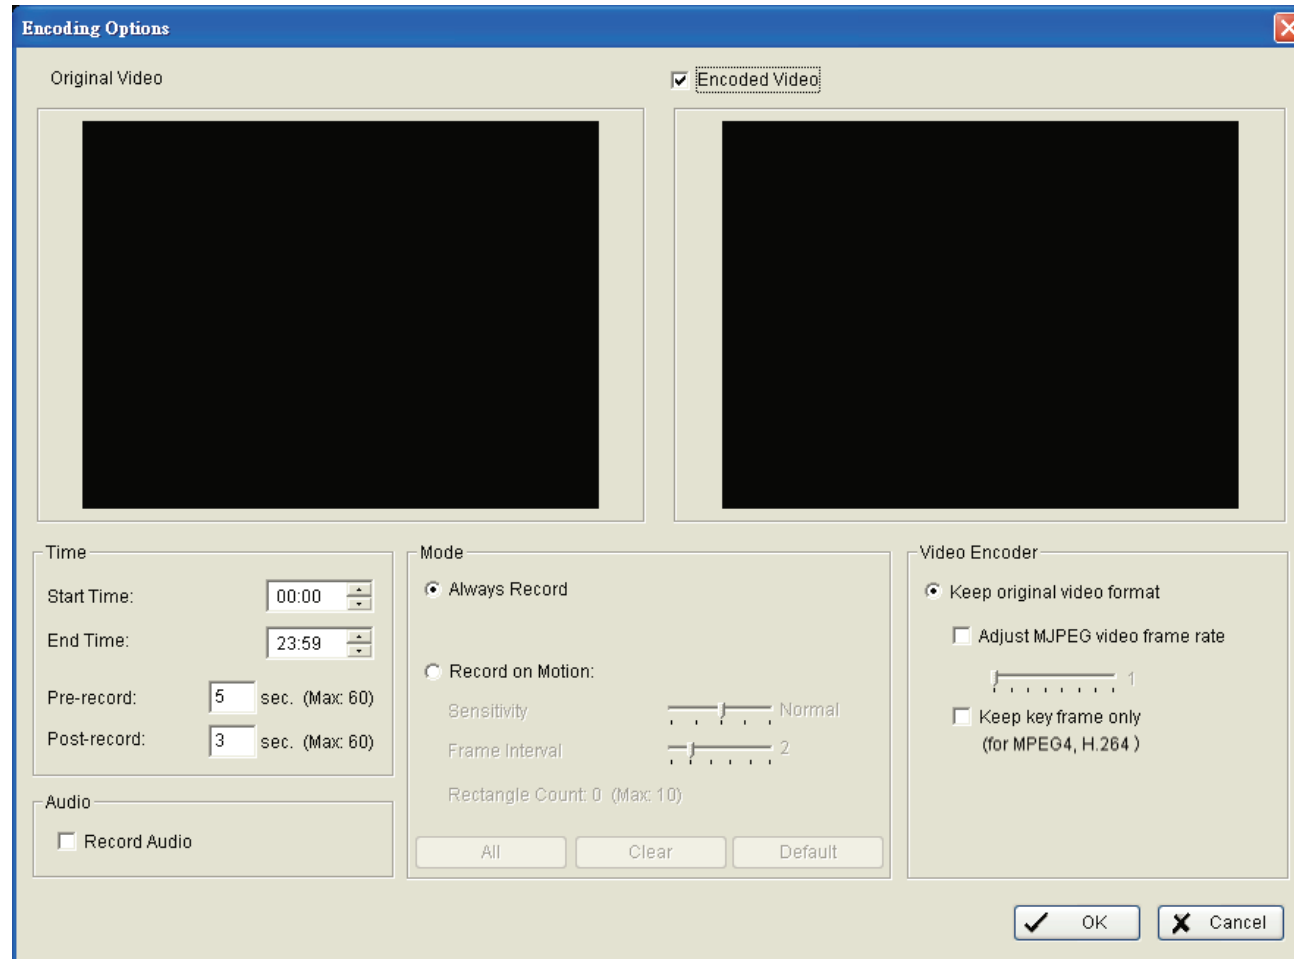 Encoding Options
Original Video
Encoded Video
Time
Start Time: 00:00
End Time: 23:59
Pre-record: 5 sec. (Max: 60)
Post-record: 3 sec. (Max: 60)
Audio
Record Audio
Mode
Always Record
Record on Motion:
Sensitivity Normal
Frame Interval 2
Rectangle Count: 0 (Max: 10)
All Clear Default
Video Encoder
Keep original video format
Adjust MJPEG video frame rate
1
Keep key frame only
(for MPEG4, H.264 )
OK Cancel